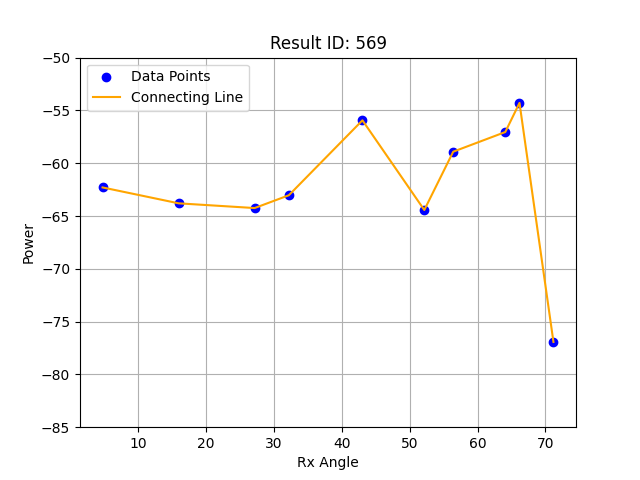 Result ID: 569
Data Points
Connecting Line
Power
−50
−55
−60
−65
−70
−75
−80
−85
10 20 30 40 50 60 70
Rx Angle